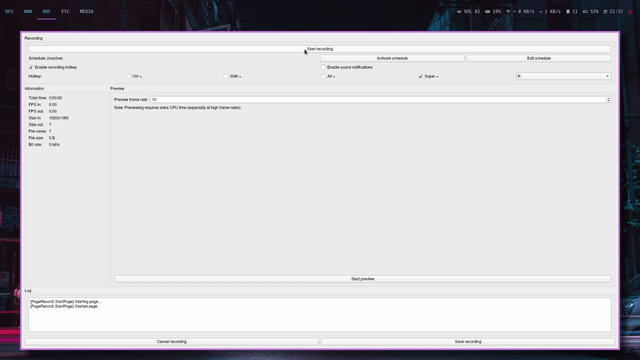 DEV WWW DOC ETC MEDIA VOL 82 19% 0 KB/s 3 KB/s 11 52% 22:37
Recording
Start recording
Schedule: (inactive) Activate schedule Edit schedule
Enable recording hotkey Enable sound notifications
Hotkey: Ctrl + Shift + Alt + Super + R
Information Preview
Total time: 0:00:00 Preview frame rate: 10
FPS in: 0.00 Note: Previewing requires extra CPU time (especially at high frame rates).
FPS out: 0.00
Size in: 1920x1080
Size out: ?
File name: ?
File size: 0 B
Bit rate: 0 bit/s
Start preview
Log
[PageRecord::StartPage] Starting page ...
[PageRecord::StartPage] Started page.
Cancel recording Save recording